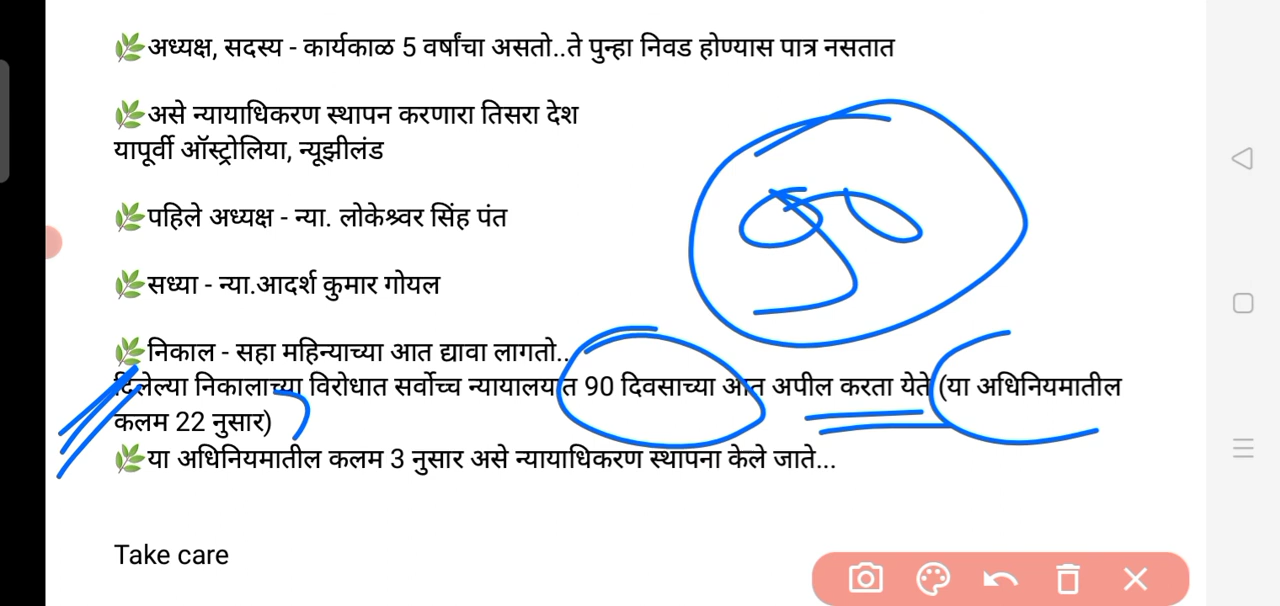 🌿अध्यक्ष, सदस्य - कार्यकाळ 5 वर्षांचा असतो..ते पुन्हा निवड होण्यास पात्र नसतात
🌿असे न्यायाधिकरण स्थापन करणारा तिसरा देश
यापूर्वी ऑस्ट्रोलिया, न्यूझीलंड
🌿पहिले अध्यक्ष - न्या. लोकेश्र्वर सिंह पंत
🌿सध्या - न्या.आदर्श कुमार गोयल
🌿निकाल - सहा महिन्याच्या आत द्यावा लागतो..
दिलेल्या निकालाच्या विरोधात सर्वोच्च न्यायालयात 90 दिवसाच्या आत अपील करता येते (या अधिनियमातील
कलम 22 नुसार)
🌿या अधिनियमातील कलम 3 नुसार असे न्यायाधिकरण स्थापना केले जाते...
Take care